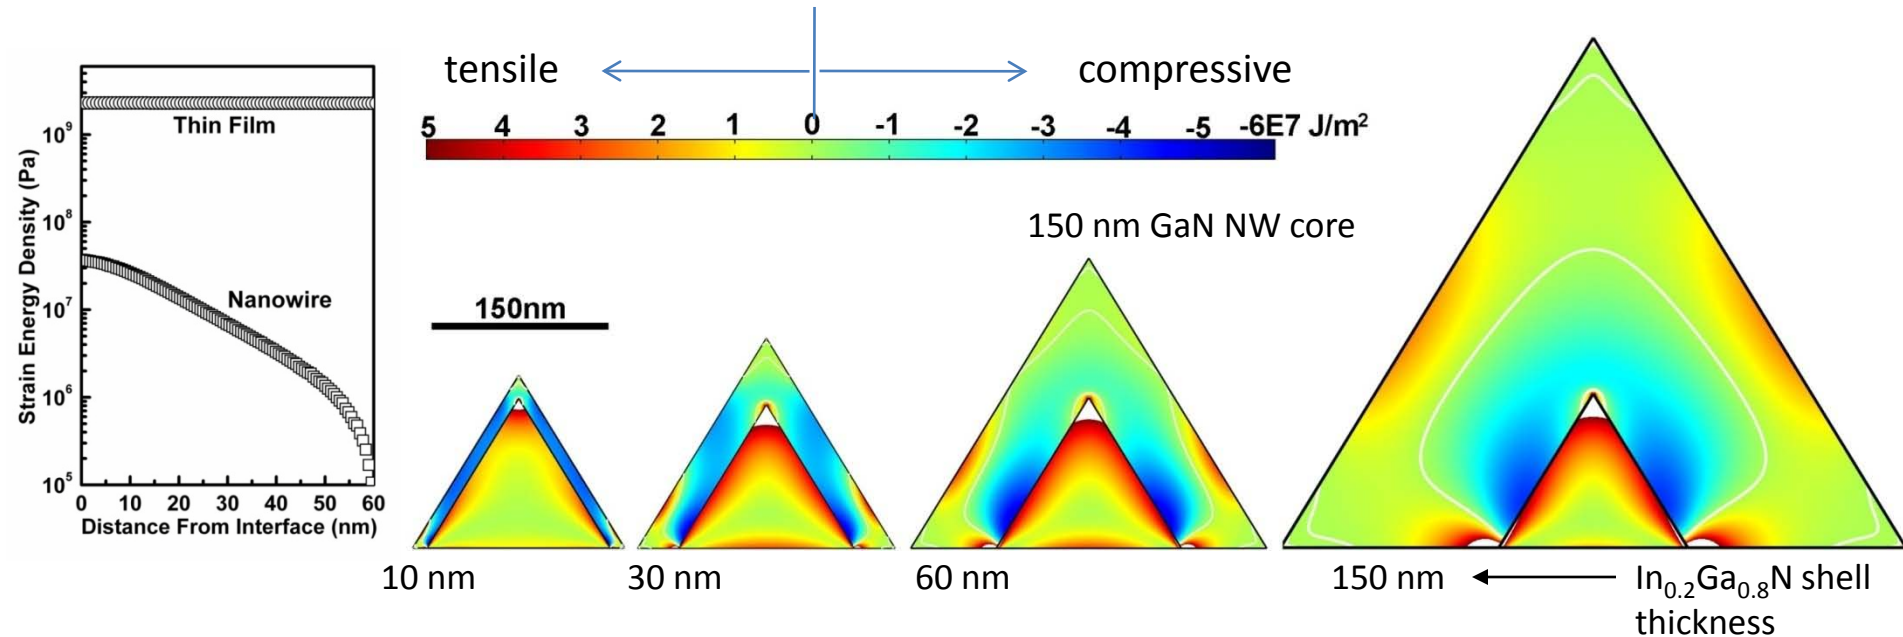 tensile
compressive
5 4 3 2 1 0 -1 -2 -3 -4 -5 -6E7 J/m²
Strain Energy Density (Pa)
10⁹
10⁸
10⁷
10⁶
10⁵
Thin Film
Nanowire
0 10 20 30 40 50 60
Distance From Interface (nm)
150 nm GaN NW core
150nm
10 nm
30 nm
60 nm
150 nm
In₀.₂Ga₀.₈N shell
thickness